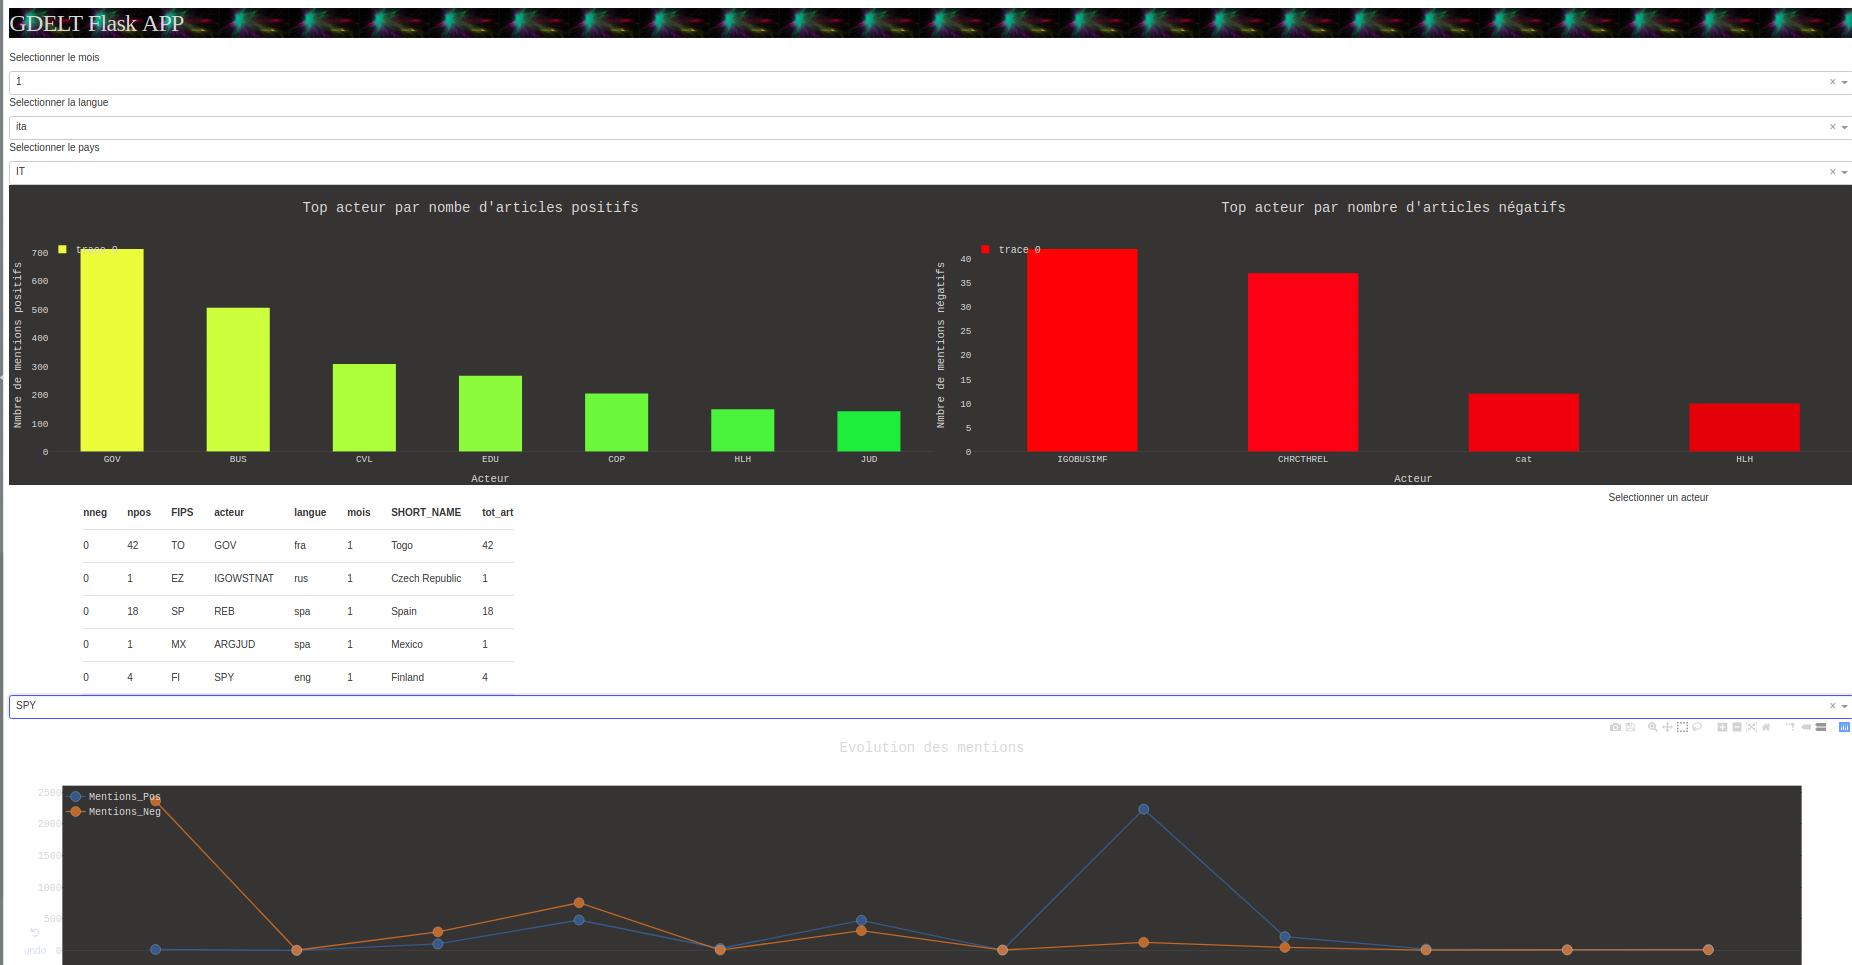 GDELT Flask APP
Selectionner le mois
1
Selectionner la langue
ita
Selectionner le pays
IT
Top acteur par nombe d'articles positifs
trace 0
Nmbre de mentions positifs
700
600
500
400
300
200
100
0
GOV BUS CVL EDU COP HLH JUD
Acteur
Top acteur par nombre d'articles négatifs
trace 0
Nmbre de mentions négatifs
40
35
30
25
20
15
10
5
0
IGOBUSIMF CHRCTHREL cat HLH
Acteur
Selectionner un acteur
nneg npos FIPS acteur langue mois SHORT_NAME tot_art
0 42 TO GOV fra 1 Togo 42
0 1 EZ IGOWSTNAT rus 1 Czech Republic 1
0 18 SP REB spa 1 Spain 18
0 1 MX ARGJUD spa 1 Mexico 1
0 4 FI SPY eng 1 Finland 4
SPY
Evolution des mentions
Mentions_Pos
Mentions_Neg
2500
2000
1500
1000
500
0
undo